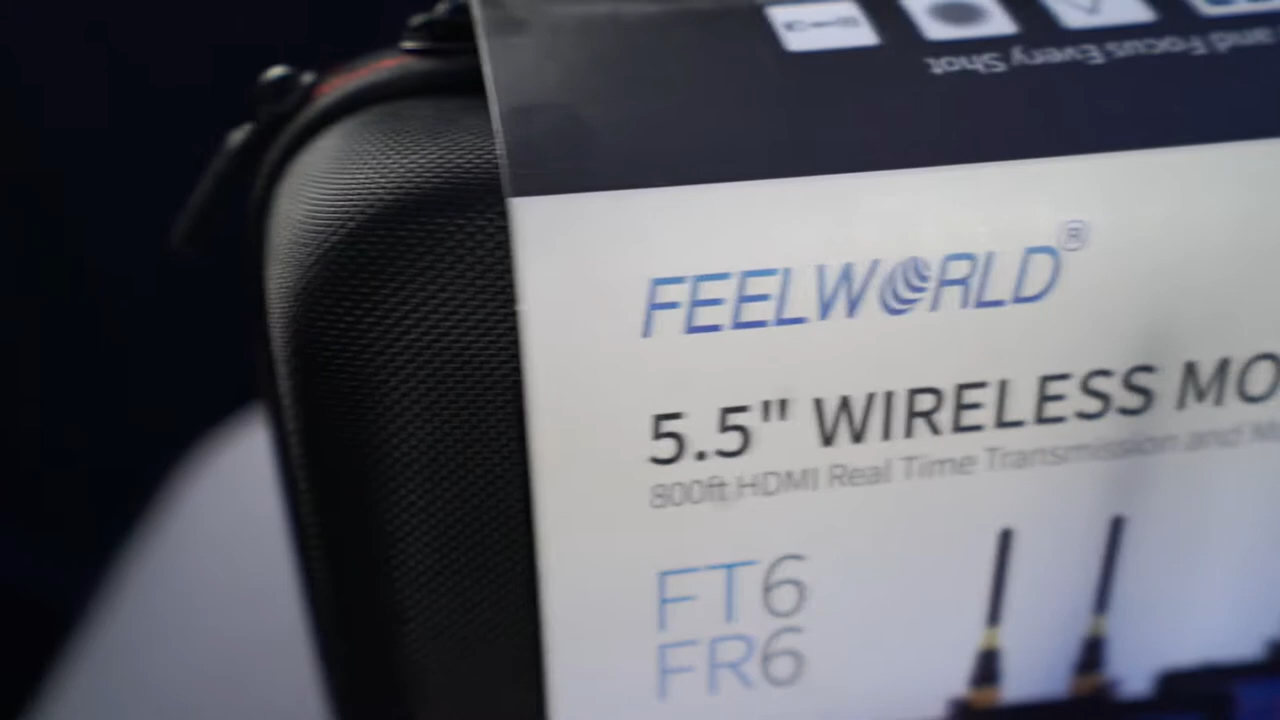 and Focus Every Shot
FEELWORLD®
5.5" WIRELESS MO
800ft HDMI Real Time Transmission and M
FT6
FR6